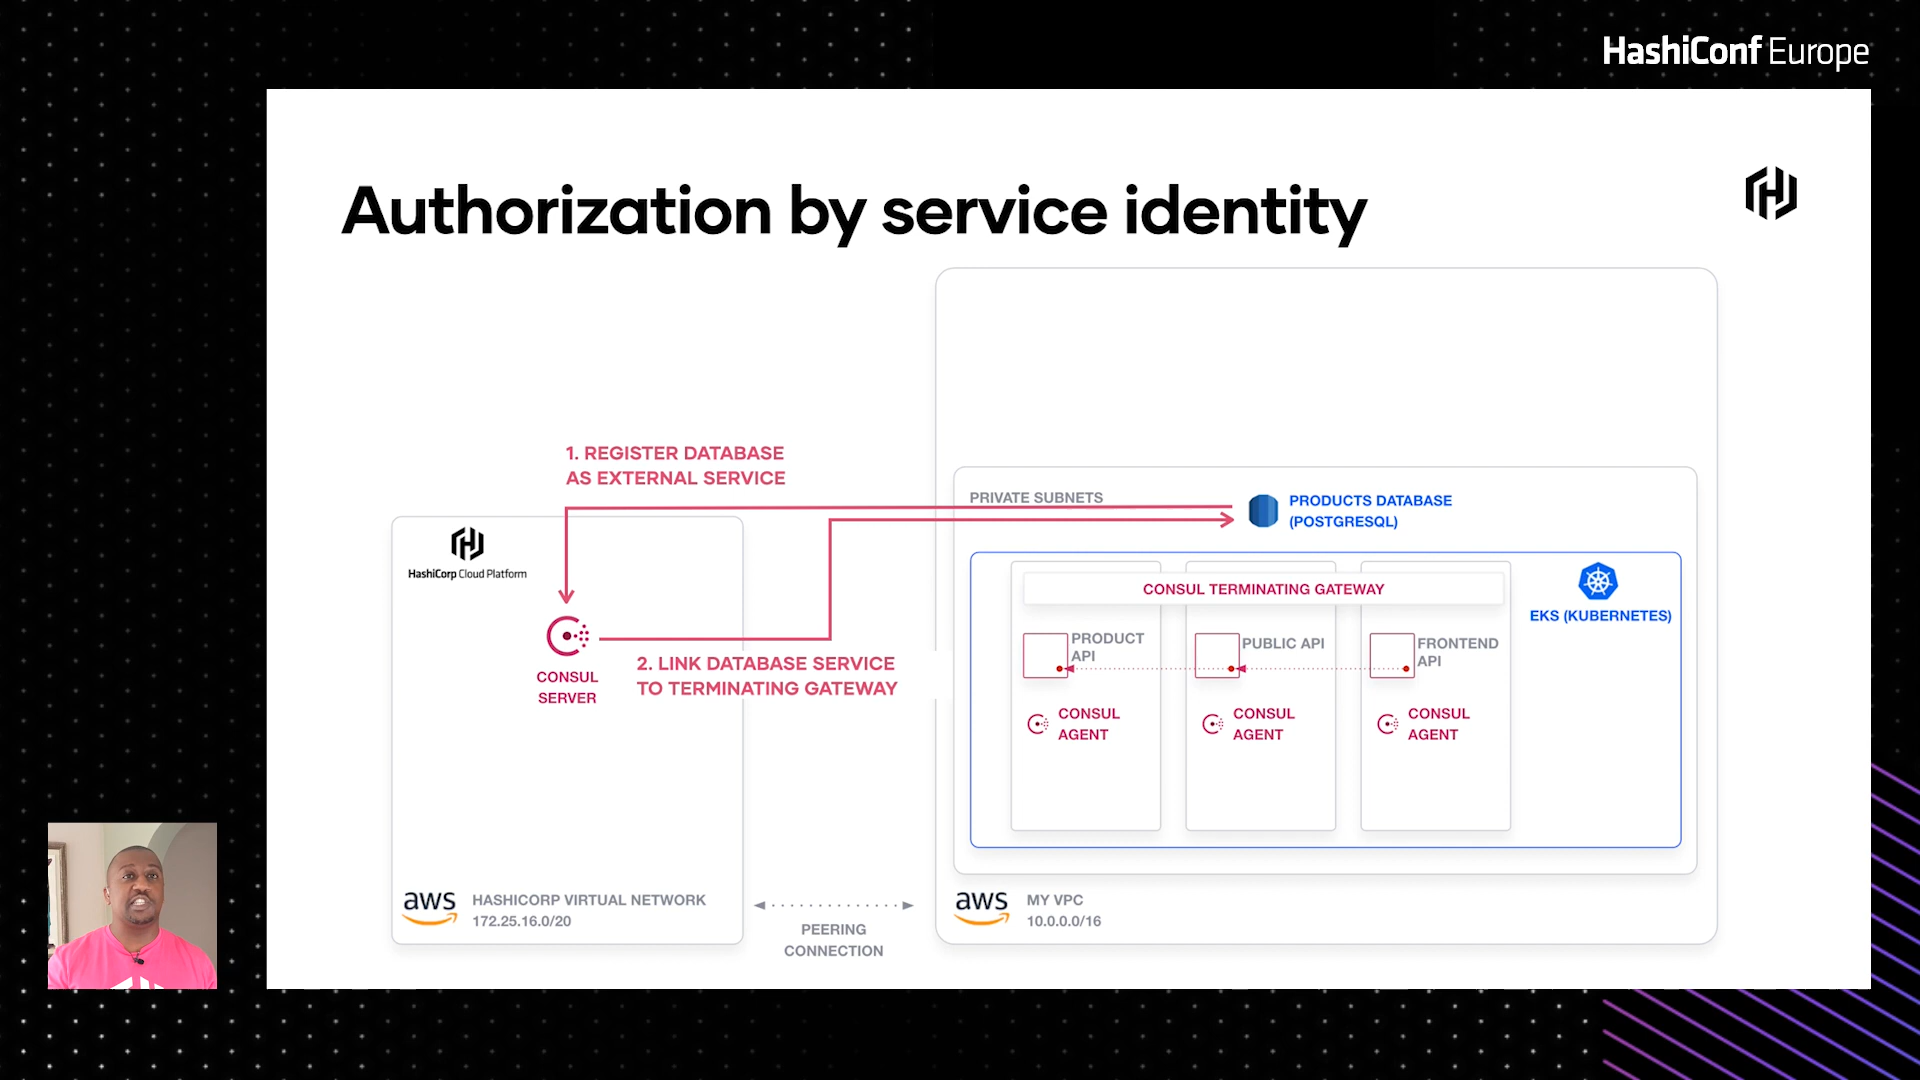 HashiConf Europe
Authorization by service identity
1. REGISTER DATABASE
AS EXTERNAL SERVICE
PRIVATE SUBNETS
PRODUCTS DATABASE
(POSTGRESQL)
HashiCorp Cloud Platform
CONSUL TERMINATING GATEWAY
EKS (KUBERNETES)
PRODUCT
API
PUBLIC API
FRONTEND
API
CONSUL
SERVER
2. LINK DATABASE SERVICE
TO TERMINATING GATEWAY
CONSUL
AGENT
CONSUL
AGENT
CONSUL
AGENT
aws
HASHICORP VIRTUAL NETWORK
172.25.16.0/20
PEERING
CONNECTION
aws
MY VPC
10.0.0.0/16